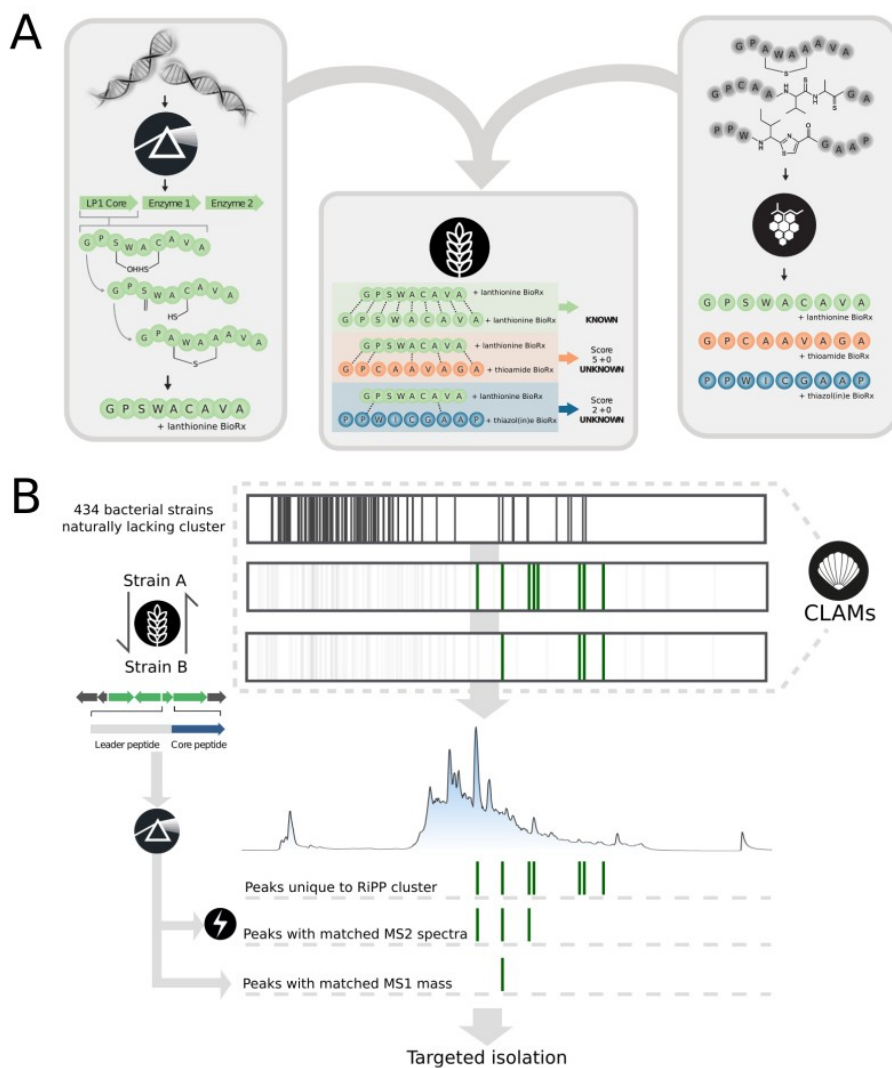 A
LP1 Core
Enzyme 1
Enzyme 2
G P S W A C A V A
OHHS
G P S W A C A V A
HS
G P A W A A A V A
S
G P S W A C A V A
+ lanthionine BioRx
G P S W A C A V A
+ lanthionine BioRx
G P S W A C A V A
+ lanthionine BioRx
KNOWN
G P S W A C A V A
+ lanthionine BioRx
G P C A A V A G A
+ thioamide BioRx
Score
5 +0
UNKNOWN
G P S W A C A V A
+ lanthionine BioRx
P P W I C G A A P
+ thiazol(in)e BioRx
Score
2 +0
UNKNOWN
G P A W A A A V A
S
G P C A A
H
N
S
N
H
S
G A
P P W
N
H
N
S
O
G A A P
G P S W A C A V A
+ lanthionine BioRx
G P C A A V A G A
+ thioamide BioRx
P P W I C G A A P
+ thiazol(in)e BioRx
B
434 bacterial strains
naturally lacking cluster
Strain A
Strain B
CLAMs
Leader peptide
Core peptide
Peaks unique to RiPP cluster
Peaks with matched MS2 spectra
Peaks with matched MS1 mass
Targeted isolation